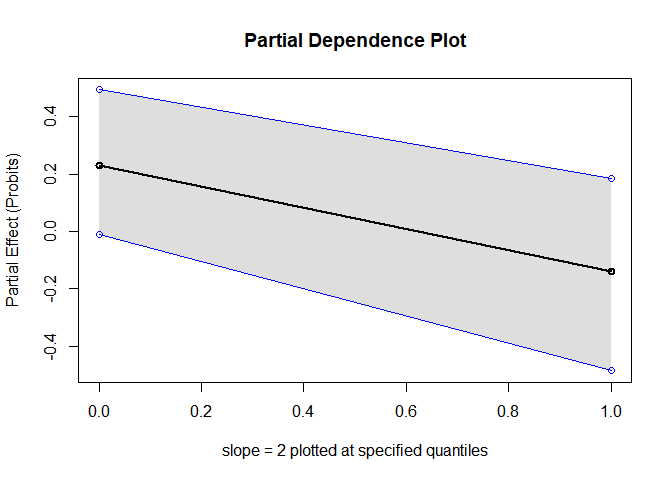 Partial Dependence Plot
Partial Effect (Probits)
0.4
0.2
0.0
-0.2
-0.4
0.0 0.2 0.4 0.6 0.8 1.0
slope = 2 plotted at specified quantiles